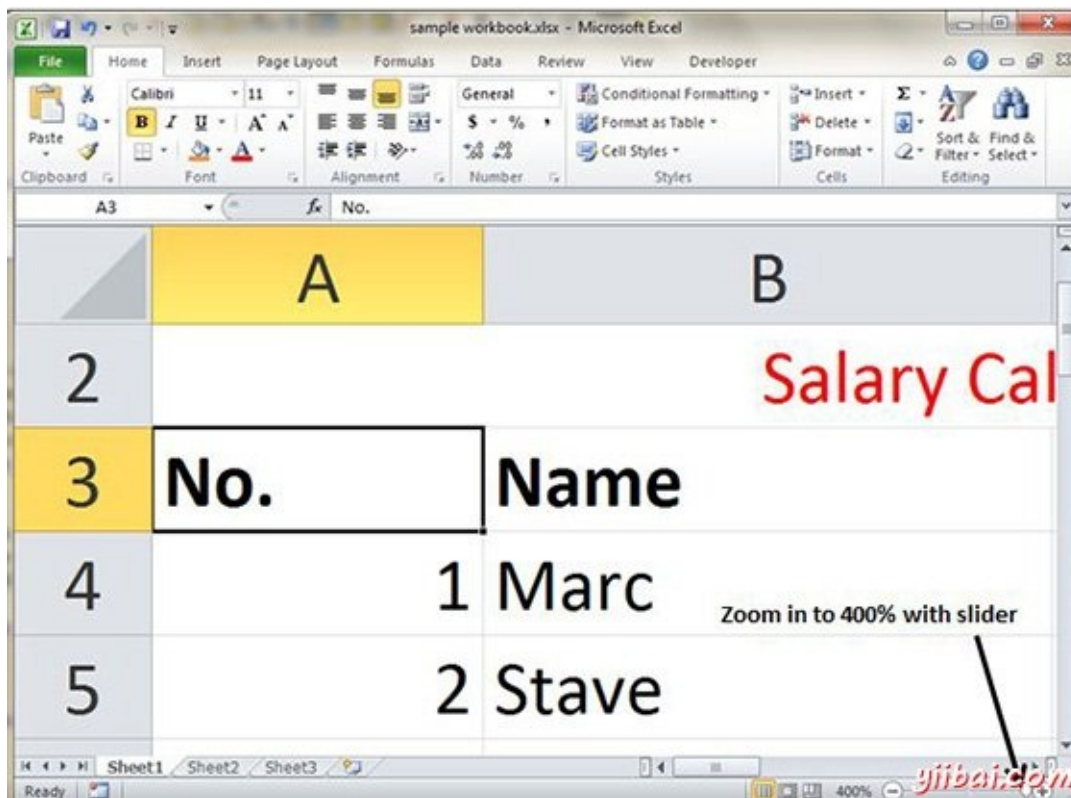 sample workbook.xlsx - Microsoft Excel
File Home Insert Page Layout Formulas Data Review View Developer
Calibri 11 General Conditional Formatting Insert Σ
Paste B I U A A $ % , Format as Table Delete Sort & Find &
A Cell Styles Format Filter Select
Clipboard Font Alignment Number Styles Cells Editing
A3 fx No.
A B
2 Salary Cal
3 No. Name
4 1 Marc
Zoom in to 400% with slider
5 2 Stave
Sheet1 Sheet2 Sheet3
Ready 400%
yiibai.com